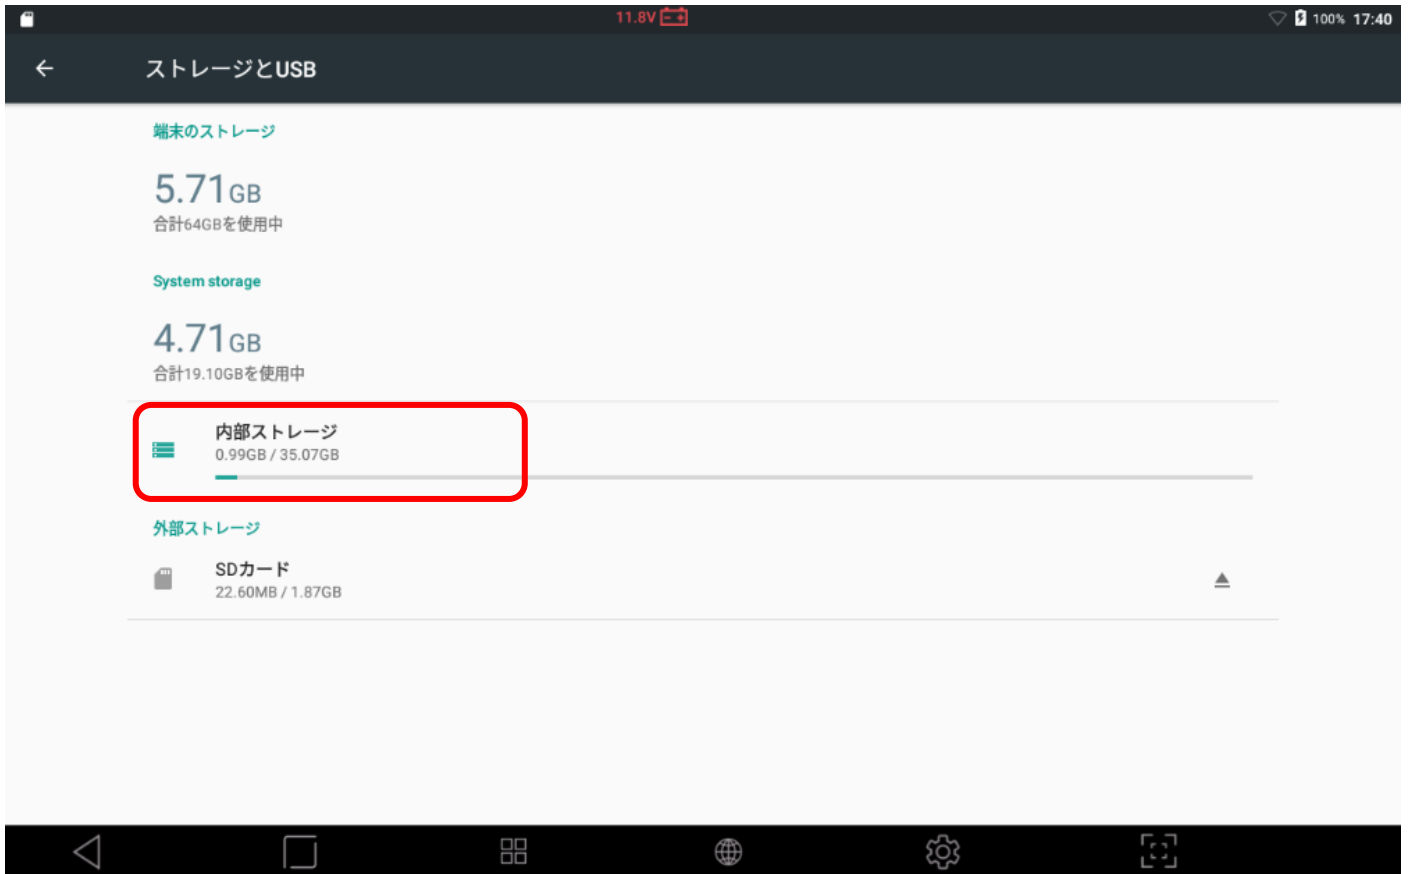 11.8V
100% 17:40
ストレージとUSB
端末のストレージ
5.71GB
合計64GBを使用中
System storage
4.71GB
合計19.10GBを使用中
内部ストレージ
0.99GB / 35.07GB
外部ストレージ
SDカード
22.60MB / 1.87GB